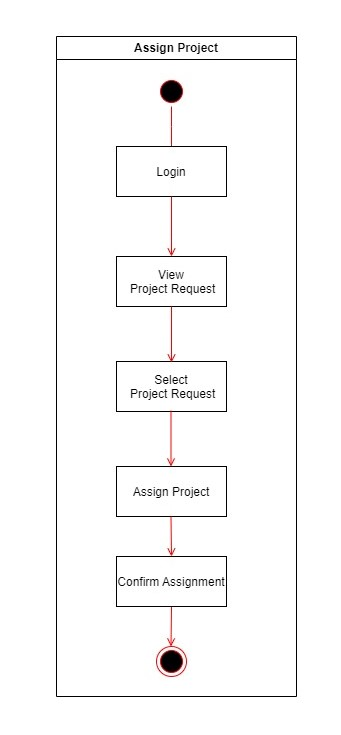 Assign Project
Login
View
Project Request
Select
Project Request
Assign Project
Confirm Assignment